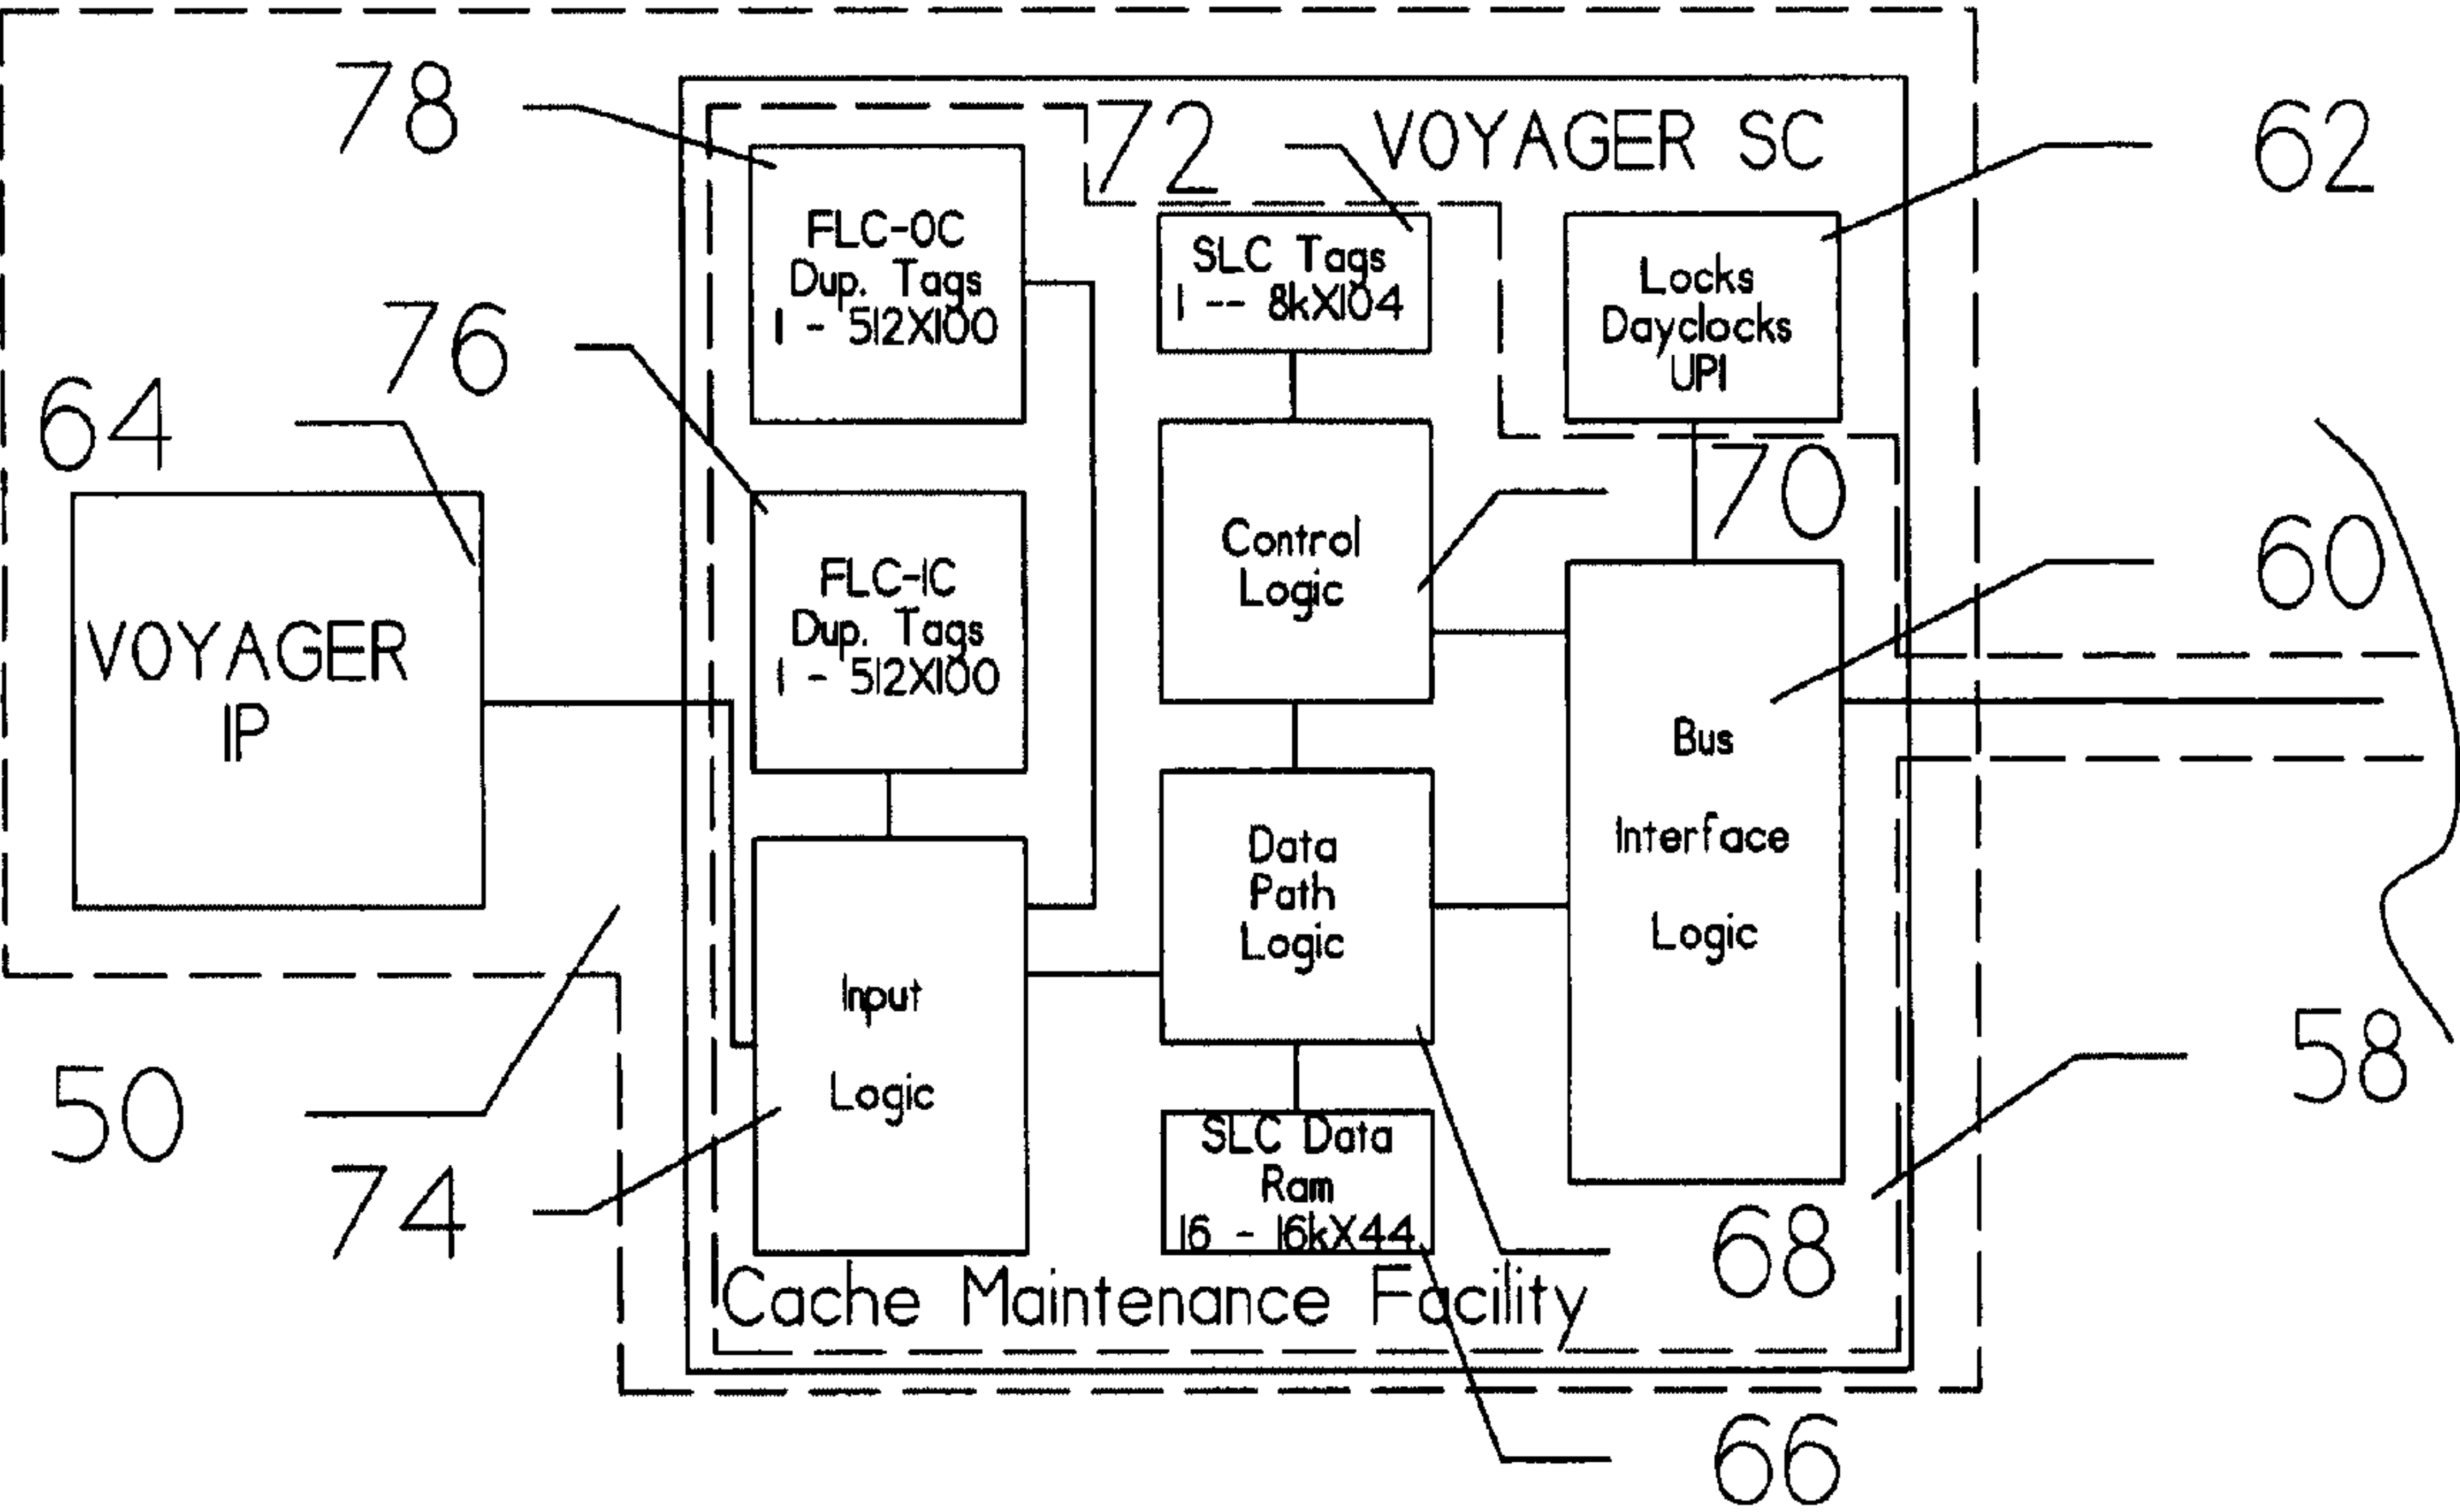 78
72
VOYAGER SC
62
FLC-OC
Dup. Tags
1 - 512X100
SLC Tags
1 -- 8kX104
Locks
Dayclocks
UPI
76
64
70
60
Control
Logic
FLC-IC
Dup. Tags
1 - 512X100
VOYAGER
IP
Bus
Interface
Logic
Data
Path
Logic
Input
Logic
58
50
74
SLC Data
Ram
16 - 16kX44
68
Cache Maintenance Facility
66